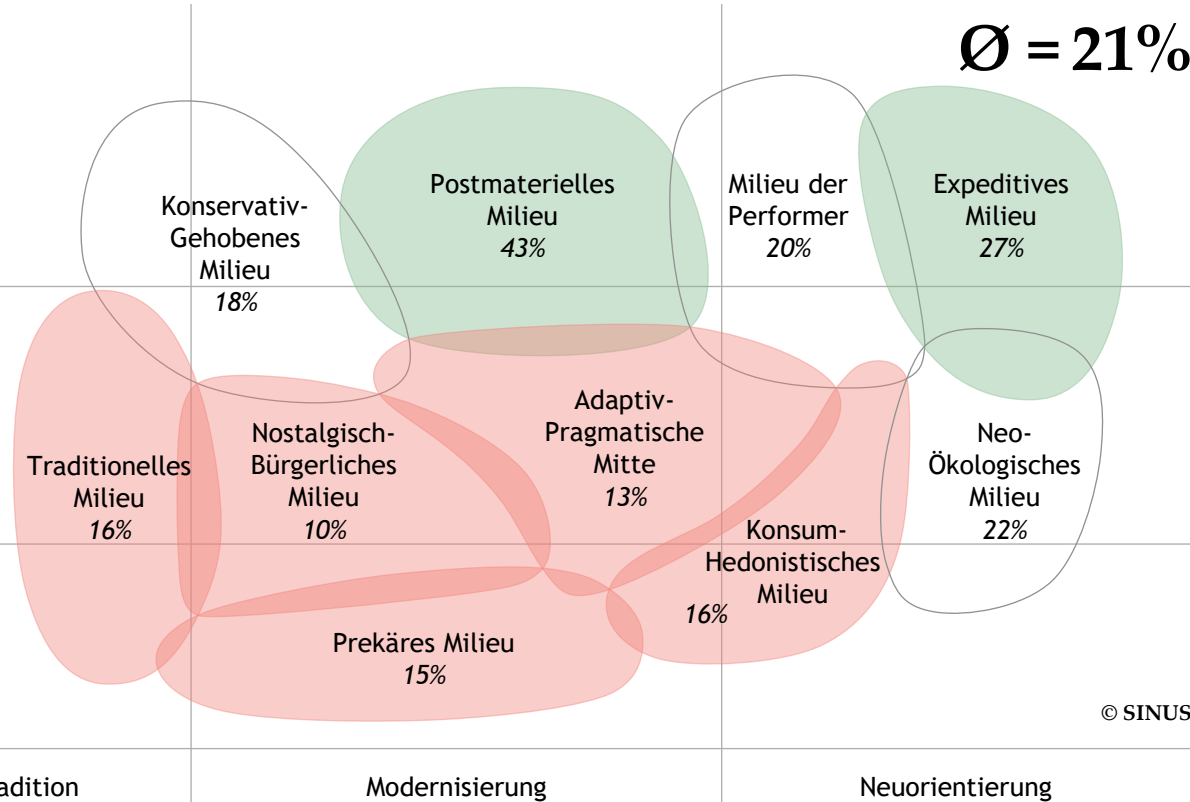 Ø = 21%
Konservativ-
Gehobenes
Milieu
18%
Postmaterielles
Milieu
43%
Milieu der
Performer
20%
Expeditives
Milieu
27%
Traditionelles
Milieu
16%
Nostalgisch-
Bürgerliches
Milieu
10%
Adaptiv-
Pragmatische
Mitte
13%
Konsum-
Hedonistisches
Milieu
16%
Neo-
Ökologisches
Milieu
22%
Prekäres Milieu
15%
© SINUS
adition
Modernisierung
Neuorientierung